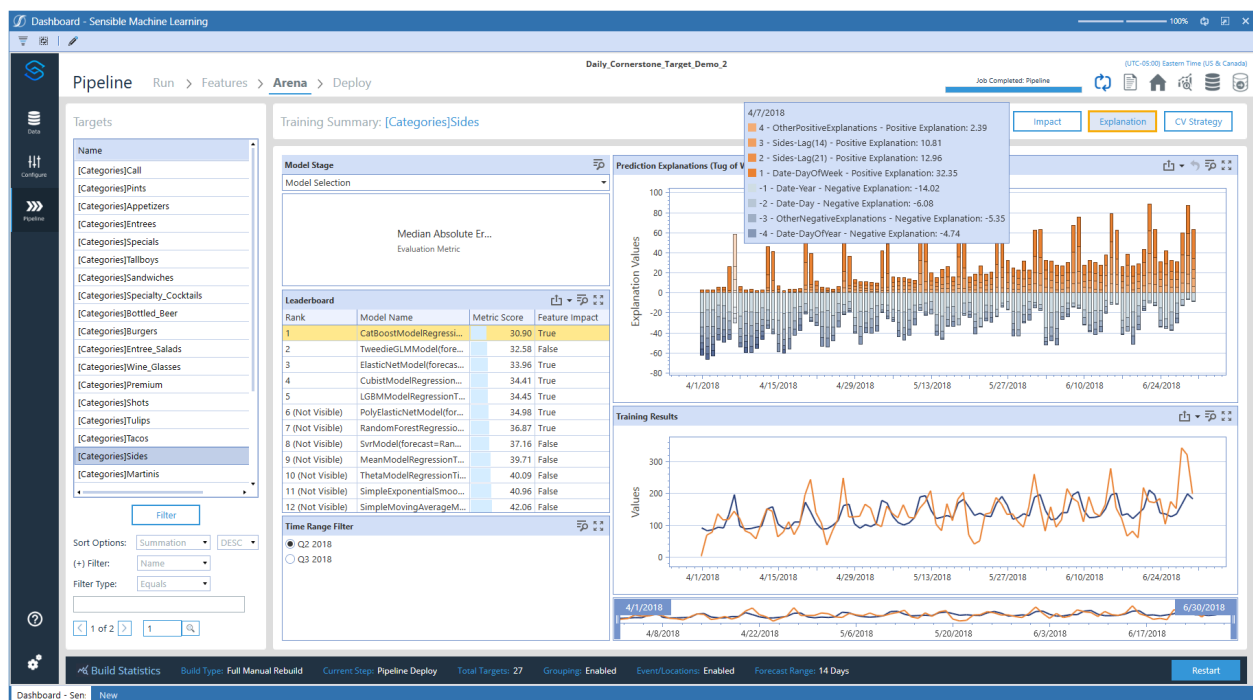 Dashboard - Sensible Machine Learning
100%
Daily_Cornerstone_Target_Demo_2
(UTC-05:00) Eastern Time (US & Canada)
Pipeline Run > Features > Arena > Deploy
Job Completed: Pipeline
Data
Configure
Pipeline
Targets
Name
[Categories]Call
[Categories]Pints
[Categories]Appetizers
[Categories]Entrees
[Categories]Specials
[Categories]Tallboys
[Categories]Sandwiches
[Categories]Specialty_Cocktails
[Categories]Bottled_Beer
[Categories]Burgers
[Categories]Entree_Salads
[Categories]Wine_Glasses
[Categories]Premium
[Categories]Shots
[Categories]Tulips
[Categories]Tacos
[Categories]Sides
[Categories]Martinis
Filter
Sort Options: Summation DESC
(+) Filter: Name
Filter Type: Equals
1 of 2 1
Training Summary: [Categories]Sides
Impact Explanation CV Strategy
Model Stage
Model Selection
Median Absolute Er...
Evaluation Metric
Leaderboard
Rank Model Name Metric Score Feature Impact
1 CatBoostModelRegressi... 30.90 True
2 TweedieGLMModel(fore... 32.58 False
3 ElasticNetModel(forecas... 33.96 True
4 CubistModelRegression... 34.41 True
5 LGBMModelRegressionT... 34.45 True
6 (Not Visible) PolyElasticNetModel(for... 34.98 True
7 (Not Visible) RandomForestRegressio... 36.87 True
8 (Not Visible) SvrModel(forecast=Ran... 37.16 False
9 (Not Visible) MeanModelRegressionT... 39.71 False
10 (Not Visible) ThetaModelRegressionTi... 40.09 False
11 (Not Visible) SimpleExponentialSmoo... 40.96 False
12 (Not Visible) SimpleMovingAverageM... 42.06 False
Time Range Filter
Q2 2018
Q3 2018
Prediction Explanations (Tug of W
4/7/2018
4 - OtherPositiveExplanations - Positive Explanation: 2.39
3 - Sides-Lag(14) - Positive Explanation: 10.81
2 - Sides-Lag(21) - Positive Explanation: 12.96
1 - Date-DayOfWeek - Positive Explanation: 32.35
-1 - Date-Year - Negative Explanation: -14.02
-2 - Date-Day - Negative Explanation: -6.08
-3 - OtherNegativeExplanations - Negative Explanation: -5.35
-4 - Date-DayOfYear - Negative Explanation: -4.74
Explanation Values
100
80
60
40
20
0
-20
-40
-60
-80
4/1/2018 4/15/2018 4/29/2018 5/13/2018 5/27/2018 6/10/2018 6/24/2018
Training Results
Values
300
200
100
0
4/1/2018 4/15/2018 4/29/2018 5/13/2018 5/27/2018 6/10/2018 6/24/2018
4/1/2018 6/30/2018
4/8/2018 4/22/2018 5/6/2018 5/20/2018 6/3/2018 6/17/2018
Build Statistics Build Type: Full Manual Rebuild Current Step: Pipeline Deploy Total Targets: 27 Grouping: Enabled Event/Locations: Enabled Forecast Range: 14 Days Restart
Dashboard - Sen New